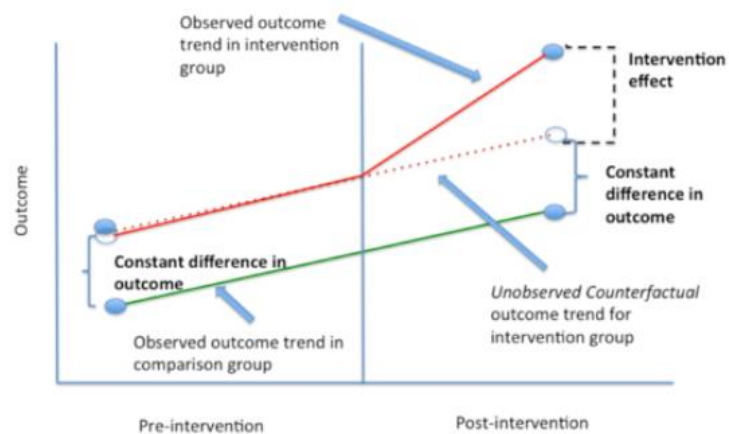 Observed outcome
trend in intervention
group
Intervention
effect
Outcome
Constant
difference in
outcome
Constant difference in
outcome
Unobserved Counterfactual
outcome trend for
intervention group
Observed outcome trend in
comparison group
Pre-intervention
Post-intervention